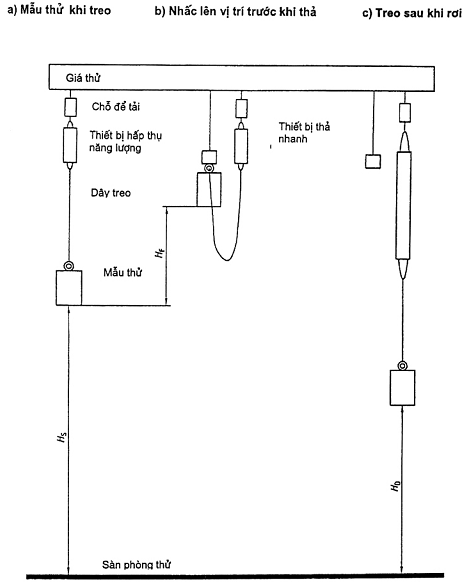 a) Mẫu thử khi treo
b) Nhấc lên vị trí trước khi thả
c) Treo sau khi rơi
Giá thử
Chỗ để tải
Thiết bị hấp thụ
năng lượng
Thiết bị thả
nhanh
Dây treo
HF
Mẫu thử
HS
HD
Sàn phòng thử